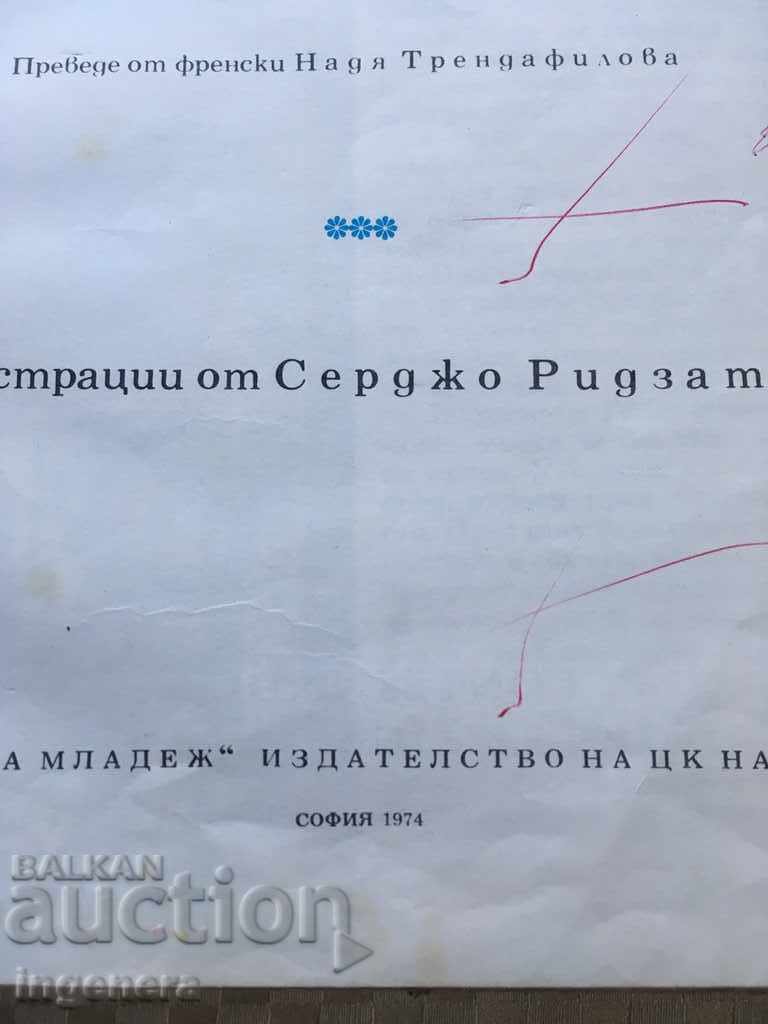 Преведе от френски Надя Трендафилова
страции от Серджо Ридзат
А МЛАДЕЖ“ ИЗДАТЕЛСТВО НА ЦК НА
СОФИЯ 1974
BALKAN
auction
ingenera